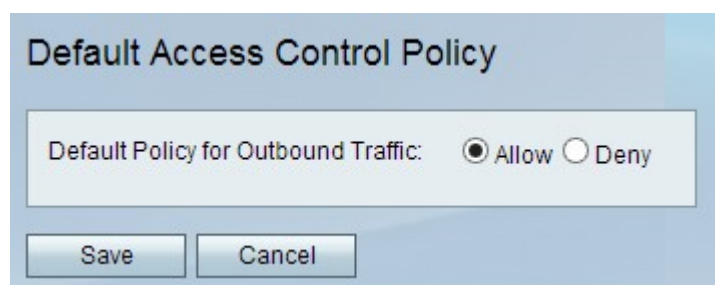 Default Access Control Policy
Default Policy for Outbound Traffic: Allow Deny
Save Cancel